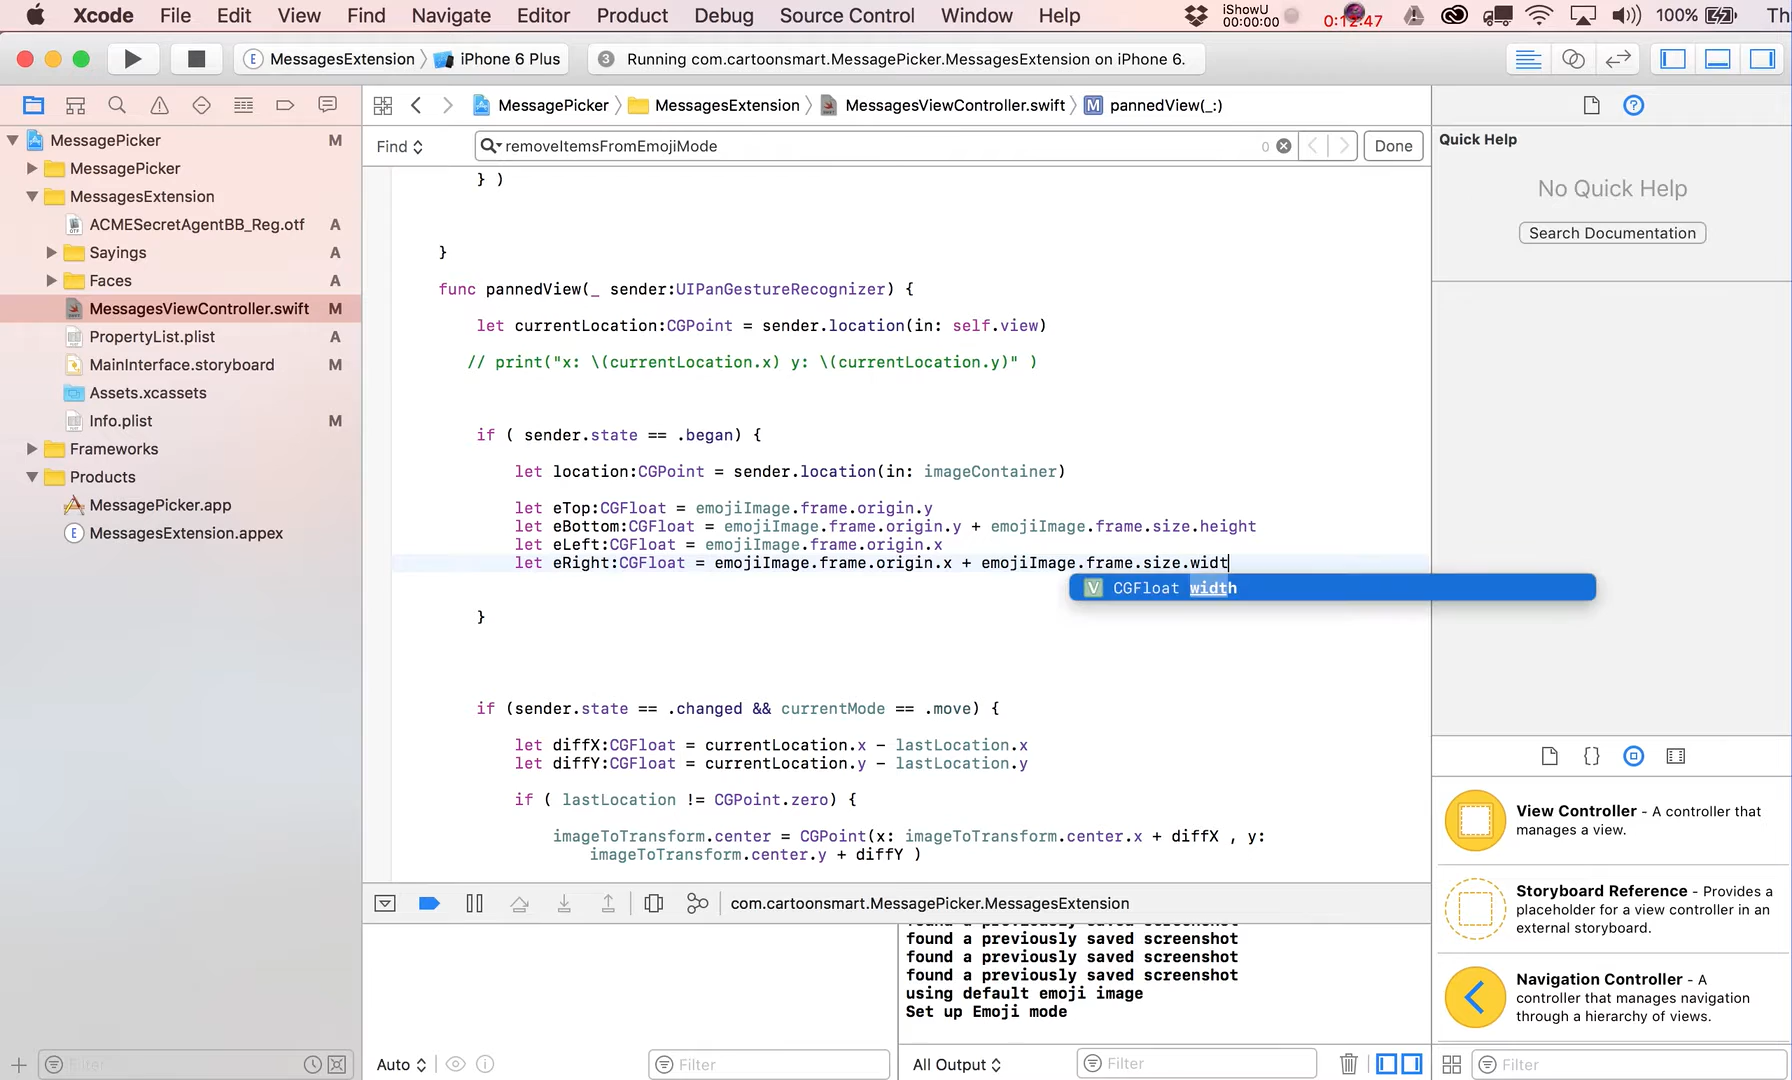 Xcode File Edit View Find Navigate Editor Product Debug Source Control Window Help iShowU 00:00:00 0:12:47 100% Th
MessagesExtension iPhone 6 Plus 3 Running com.cartoonsmart.MessagePicker.MessagesExtension on iPhone 6.
MessagePicker MessagesExtension MessagesViewController.swift M pannedView(_:)
Find removeItemsFromEmojiMode 0 Done
MessagePicker M
MessagePicker
MessagesExtension
ACMESecretAgentBB_Reg.otf A
Sayings A
Faces A
MessagesViewController.swift M
PropertyList.plist A
MainInterface.storyboard M
Assets.xcassets
Info.plist M
Frameworks
Products
MessagePicker.app
E MessagesExtension.appex
Filter
} )
}
func pannedView(_ sender:UIPanGestureRecognizer) {
let currentLocation:CGPoint = sender.location(in: self.view)
// print("x: \(currentLocation.x) y: \(currentLocation.y)" )
if ( sender.state == .began) {
let location:CGPoint = sender.location(in: imageContainer)
let eTop:CGFloat = emojiImage.frame.origin.y
let eBottom:CGFloat = emojiImage.frame.origin.y + emojiImage.frame.size.height
let eLeft:CGFloat = emojiImage.frame.origin.x
let eRight:CGFloat = emojiImage.frame.origin.x + emojiImage.frame.size.widt
V CGFloat width
}
if (sender.state == .changed && currentMode == .move) {
let diffX:CGFloat = currentLocation.x - lastLocation.x
let diffY:CGFloat = currentLocation.y - lastLocation.y
if ( lastLocation != CGPoint.zero) {
imageToTransform.center = CGPoint(x: imageToTransform.center.x + diffX , y:
imageToTransform.center.y + diffY )
com.cartoonsmart.MessagePicker.MessagesExtension
found a previously saved screenshot
found a previously saved screenshot
found a previously saved screenshot
using default emoji image
Set up Emoji mode
Auto Filter All Output Filter
Quick Help
No Quick Help
Search Documentation
{}
View Controller - A controller that
manages a view.
Storyboard Reference - Provides a
placeholder for a view controller in an
external storyboard.
Navigation Controller - A
controller that manages navigation
through a hierarchy of views.
Filter